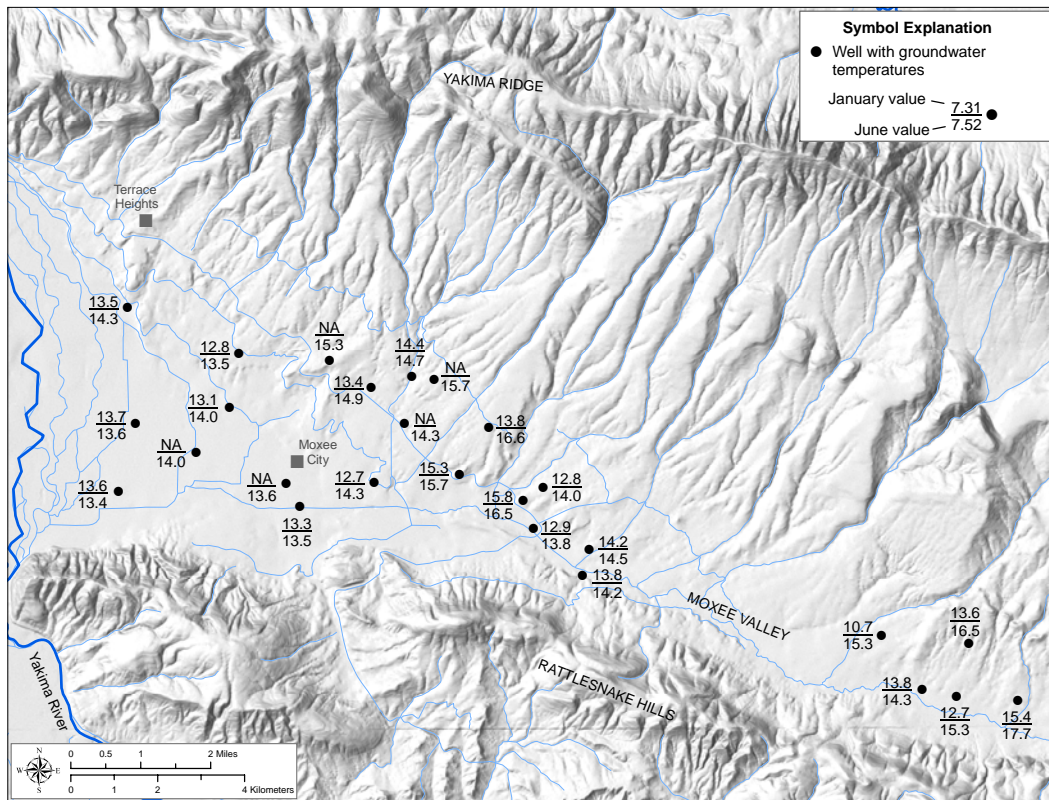 Symbol Explanation
Well with groundwater
temperatures
January value
7.31
7.52
June value
YAKIMA RIDGE
Terrace
Heights
13.5
14.3
12.8
13.5
NA
15.3
14.4
14.7
NA
15.7
13.4
14.9
13.1
14.0
13.7
13.6
NA
14.3
13.8
16.6
NA
14.0
Moxee
City
13.6
13.4
NA
13.6
12.7
14.3
15.3
15.7
12.8
14.0
15.8
16.5
13.3
13.5
12.9
13.8
14.2
14.5
13.8
14.2
MOXEE VALLEY
10.7
15.3
13.6
16.5
RATTLESNAKE HILLS
13.8
14.3
12.7
15.3
15.4
17.7
Yakima River
N
W E
S
0 0.5 1 2 Miles
0 1 2 4 Kilometers